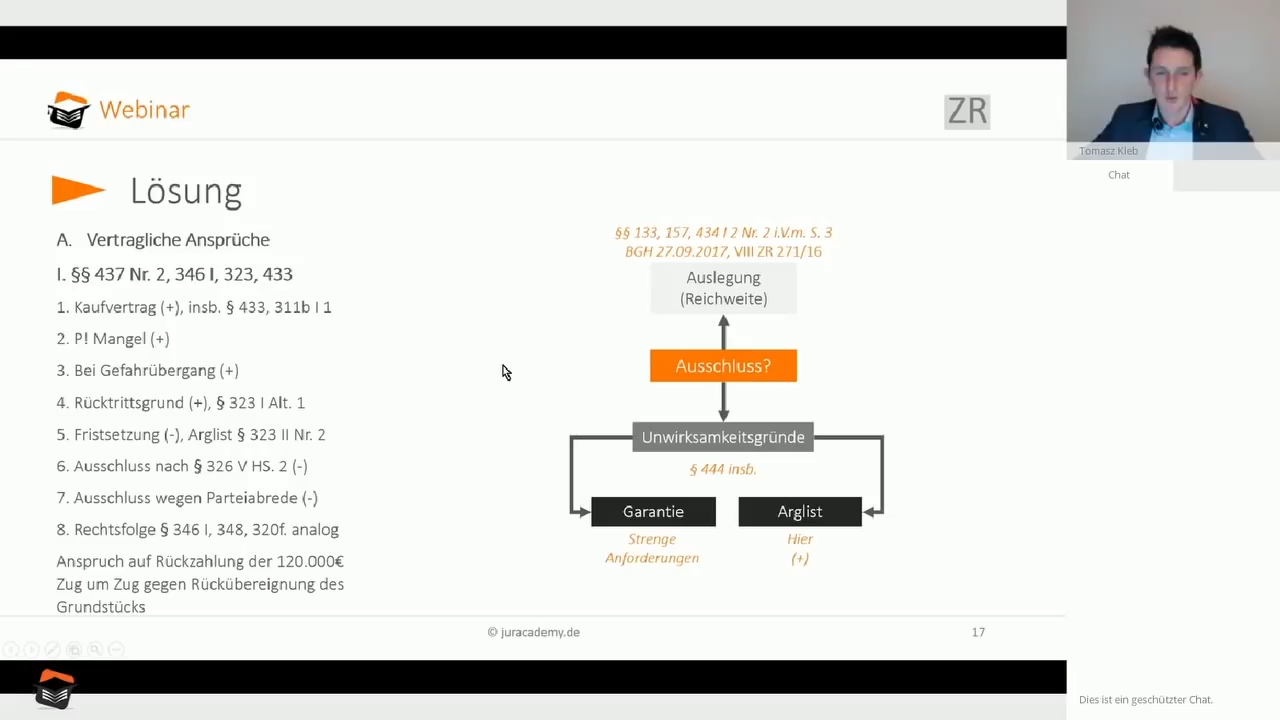 Webinar
ZR
Lösung
A. Vertragliche Ansprüche
I. §§ 437 Nr. 2, 346 I, 323, 433
1. Kaufvertrag (+), insb. § 433, 311b I 1
2. P! Mangel (+)
3. Bei Gefahrübergang (+)
4. Rücktrittsgrund (+), § 323 I Alt. 1
5. Fristsetzung (-), Arglist § 323 II Nr. 2
6. Ausschluss nach § 326 V HS. 2 (-)
7. Ausschluss wegen Parteiabrede (-)
8. Rechtsfolge § 346 I, 348, 320f. analog
Anspruch auf Rückzahlung der 120.000€
Zug um Zug gegen Rückübereignung des
Grundstücks
§§ 133, 157, 434 I 2 Nr. 2 i.V.m. S. 3
BGH 27.09.2017, VIII ZR 271/16
Auslegung
(Reichweite)
Ausschluss?
Unwirksamkeitsgründe
§ 444 insb.
Garantie
Arglist
Strenge
Anforderungen
Hier
(+)
© juracademy.de
17
Tomasz Kleb
Chat
Dies ist ein geschützter Chat.